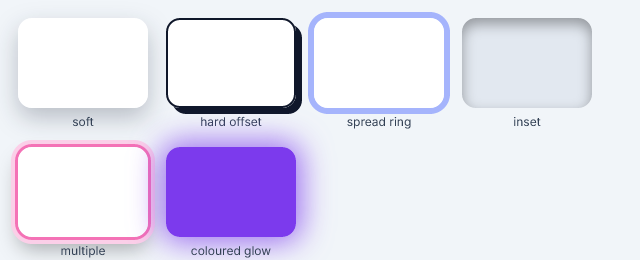 soft
hard offset
spread ring
inset
multiple
coloured glow